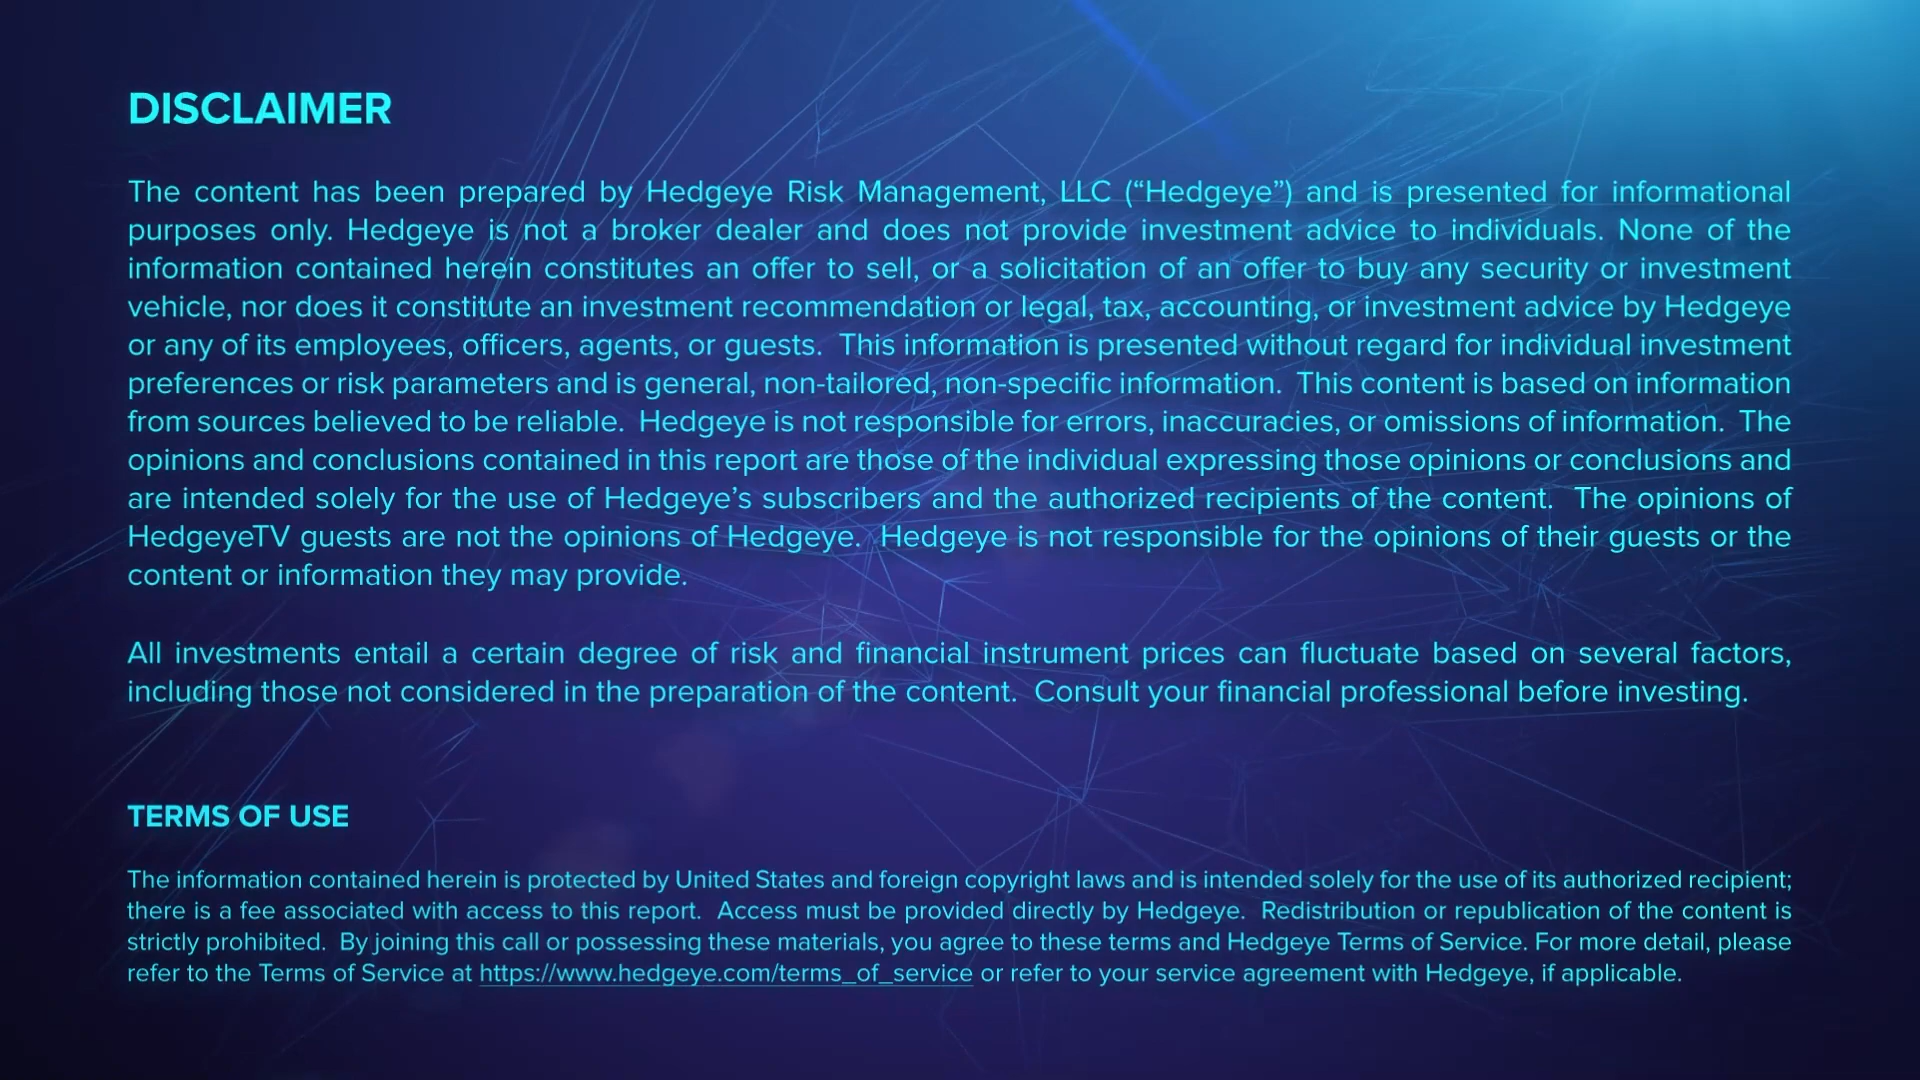 DISCLAIMER
The content has been prepared by Hedgeye Risk Management, LLC (“Hedgeye”) and is presented for informational
purposes only. Hedgeye is not a broker dealer and does not provide investment advice to individuals. None of the
information contained herein constitutes an offer to sell, or a solicitation of an offer to buy any security or investment
vehicle, nor does it constitute an investment recommendation or legal, tax, accounting, or investment advice by Hedgeye
or any of its employees, officers, agents, or guests.  This information is presented without regard for individual investment
preferences or risk parameters and is general, non-tailored, non-specific information.  This content is based on information
from sources believed to be reliable.  Hedgeye is not responsible for errors, inaccuracies, or omissions of information.  The
opinions and conclusions contained in this report are those of the individual expressing those opinions or conclusions and
are intended solely for the use of Hedgeye’s subscribers and the authorized recipients of the content.  The opinions of
HedgeyeTV guests are not the opinions of Hedgeye.  Hedgeye is not responsible for the opinions of their guests or the
content or information they may provide.
All investments entail a certain degree of risk and financial instrument prices can fluctuate based on several factors,
including those not considered in the preparation of the content.  Consult your financial professional before investing.
TERMS OF USE
The information contained herein is protected by United States and foreign copyright laws and is intended solely for the use of its authorized recipient;
there is a fee associated with access to this report.  Access must be provided directly by Hedgeye.  Redistribution or republication of the content is
strictly prohibited.  By joining this call or possessing these materials, you agree to these terms and Hedgeye Terms of Service. For more detail, please
refer to the Terms of Service at https://www.hedgeye.com/terms_of_service or refer to your service agreement with Hedgeye, if applicable.